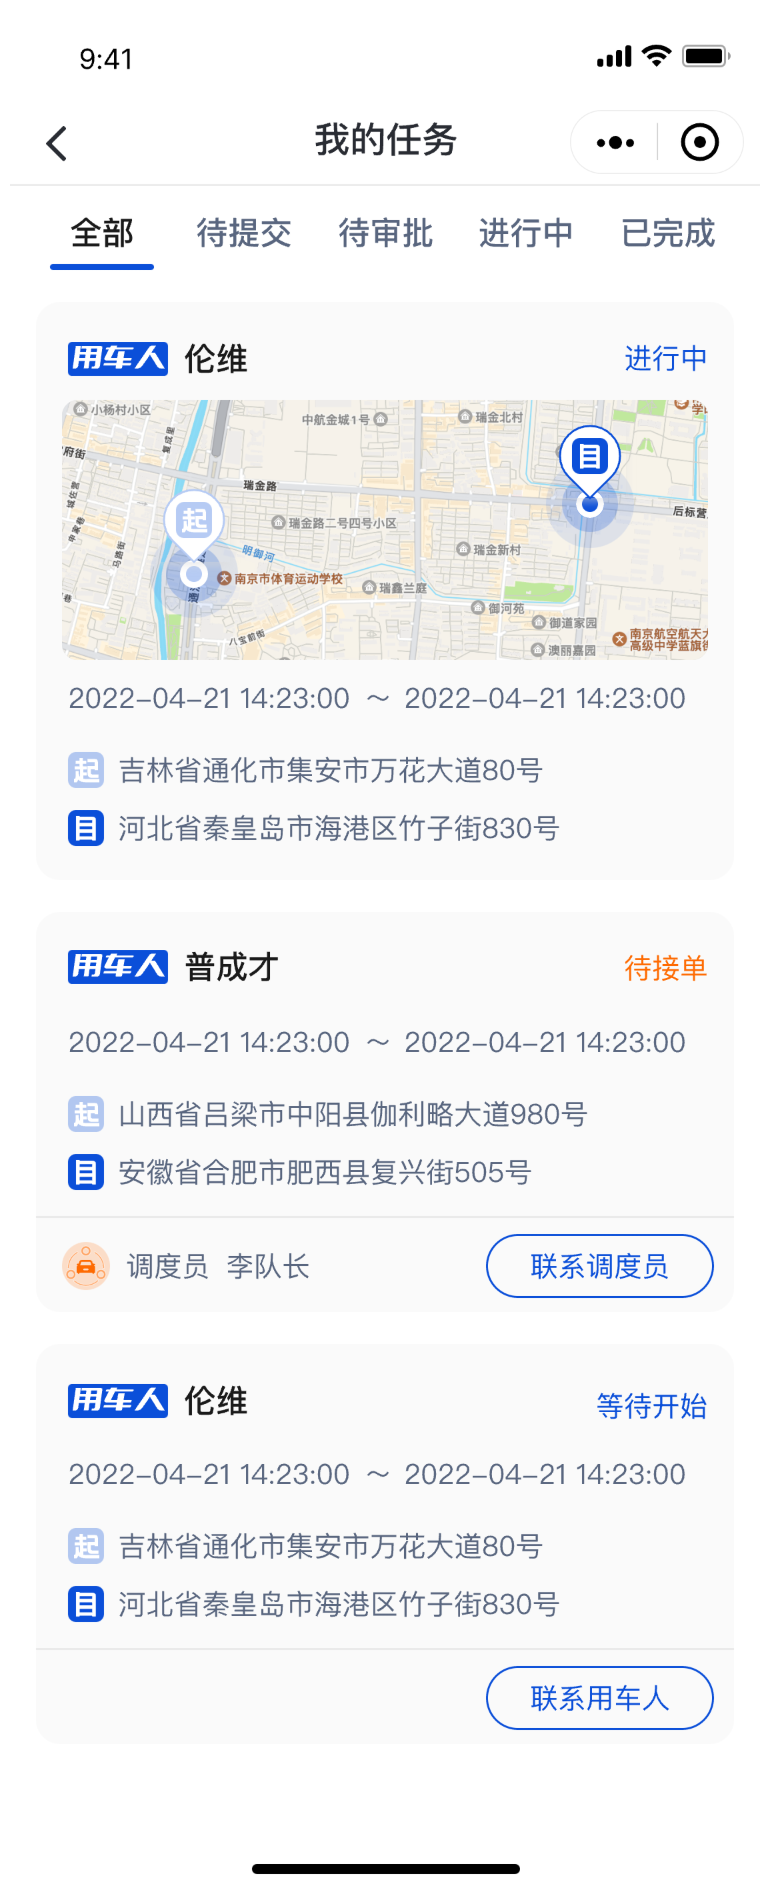 9:41
我的任务
全部 待提交 待审批 进行中 已完成
用车人 伦维 进行中
小杨村小区
中航金城1号
瑞金北村
复成里
府街
瑞金路
目
后标营
起
瑞金路二号四号小区
明御河
瑞金新村
马路街
南京市体育运动学校
瑞鑫兰庭
御河苑
御道家园
八宝前街
南京航空航天大
高级中学蓝旗街
澳丽嘉园
2022-04-21 14:23:00 ～ 2022-04-21 14:23:00
起 吉林省通化市集安市万花大道80号
目 河北省秦皇岛市海港区竹子街830号
用车人 普成才 待接单
2022-04-21 14:23:00 ～ 2022-04-21 14:23:00
起 山西省吕梁市中阳县伽利略大道980号
目 安徽省合肥市肥西县复兴街505号
调度员 李队长 联系调度员
用车人 伦维 等待开始
2022-04-21 14:23:00 ～ 2022-04-21 14:23:00
起 吉林省通化市集安市万花大道80号
目 河北省秦皇岛市海港区竹子街830号
联系用车人